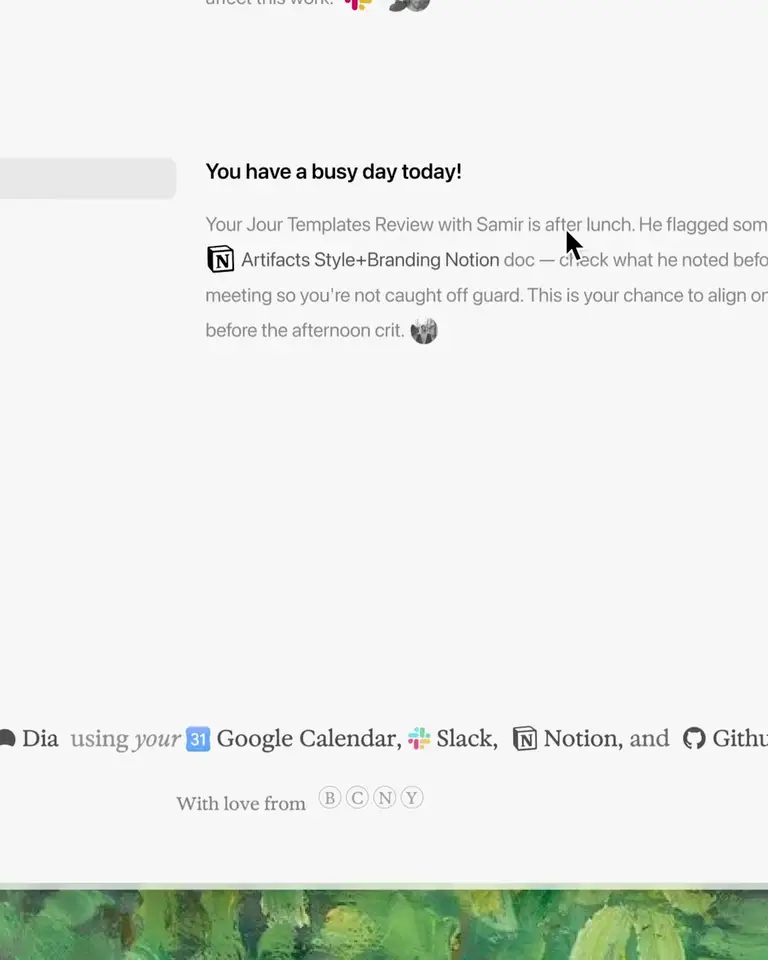 affect this work.
You have a busy day today!
Your Jour Templates Review with Samir is after lunch. He flagged som
Artifacts Style+Branding Notion doc — check what he noted befo
meeting so you're not caught off guard. This is your chance to align on
before the afternoon crit.
Dia using your 31 Google Calendar, Slack, Notion, and Githu
With love from B C N Y